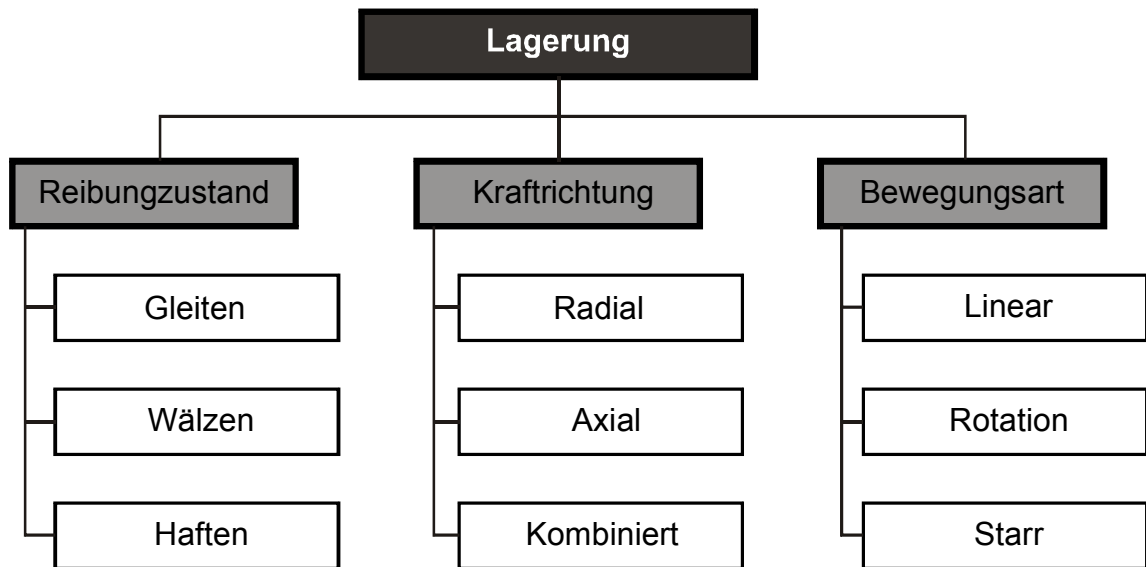 Lagerung
Reibungzustand
Gleiten
Wälzen
Haften
Kraftrichtung
Radial
Axial
Kombiniert
Bewegungsart
Linear
Rotation
Starr